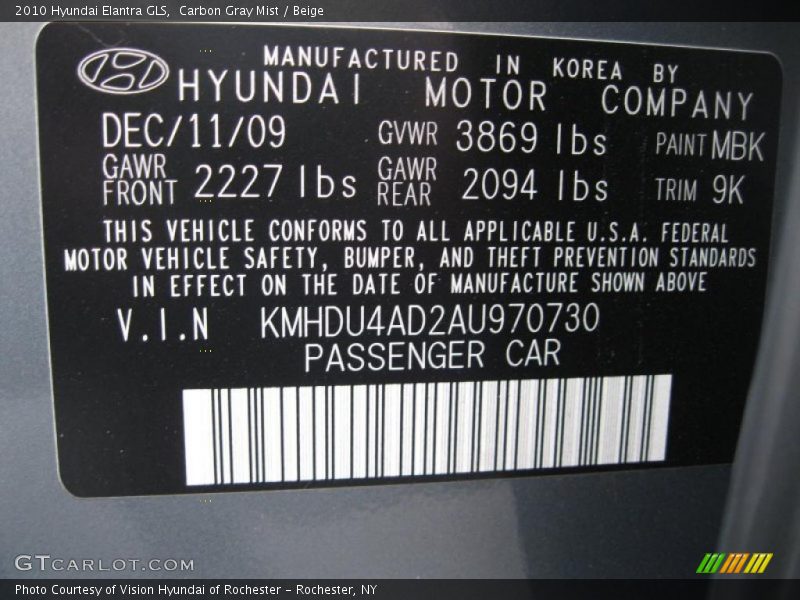 2010 Hyundai Elantra GLS, Carbon Gray Mist / Beige
MANUFACTURED IN KOREA BY
HYUNDAI MOTOR COMPANY
DEC/11/09 GVWR 3869 lbs PAINT MBK
GAWR FRONT 2227 lbs GAWR REAR 2094 lbs TRIM 9K
THIS VEHICLE CONFORMS TO ALL APPLICABLE U.S.A. FEDERAL
MOTOR VEHICLE SAFETY, BUMPER, AND THEFT PREVENTION STANDARDS
IN EFFECT ON THE DATE OF MANUFACTURE SHOWN ABOVE
V.I.N KMHDU4AD2AU970730
PASSENGER CAR
GTCARLOT.COM
Photo Courtesy of Vision Hyundai of Rochester - Rochester, NY